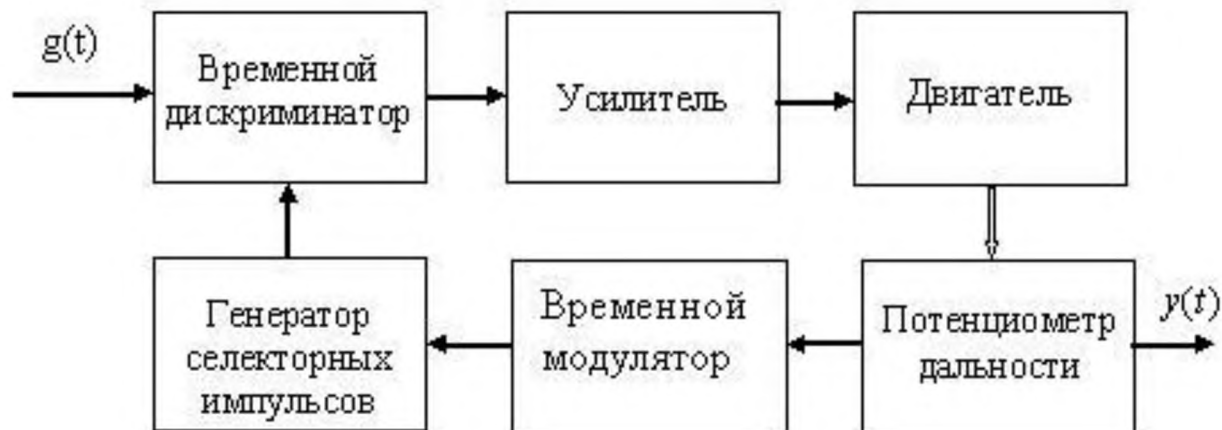 g(t)
Временной
дискриминатор
Усилитель
Двигатель
Генератор
селекторных
импульсов
Временной
модулятор
Потенциометр
дальности
y(t)